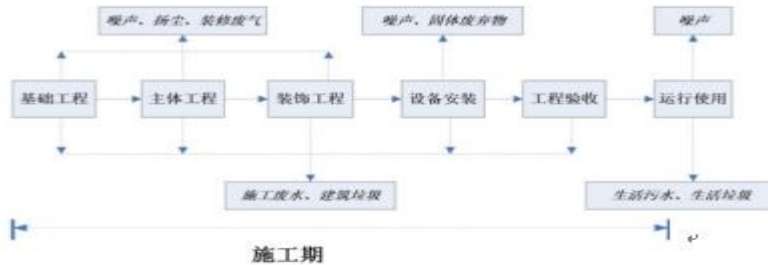 噪声、扬尘、装修废气
噪声、固体废弃物
噪声
基础工程
主体工程
装饰工程
设备安装
工程验收
运行使用
施工废水、建筑垃圾
生活污水、生活垃圾
施工期